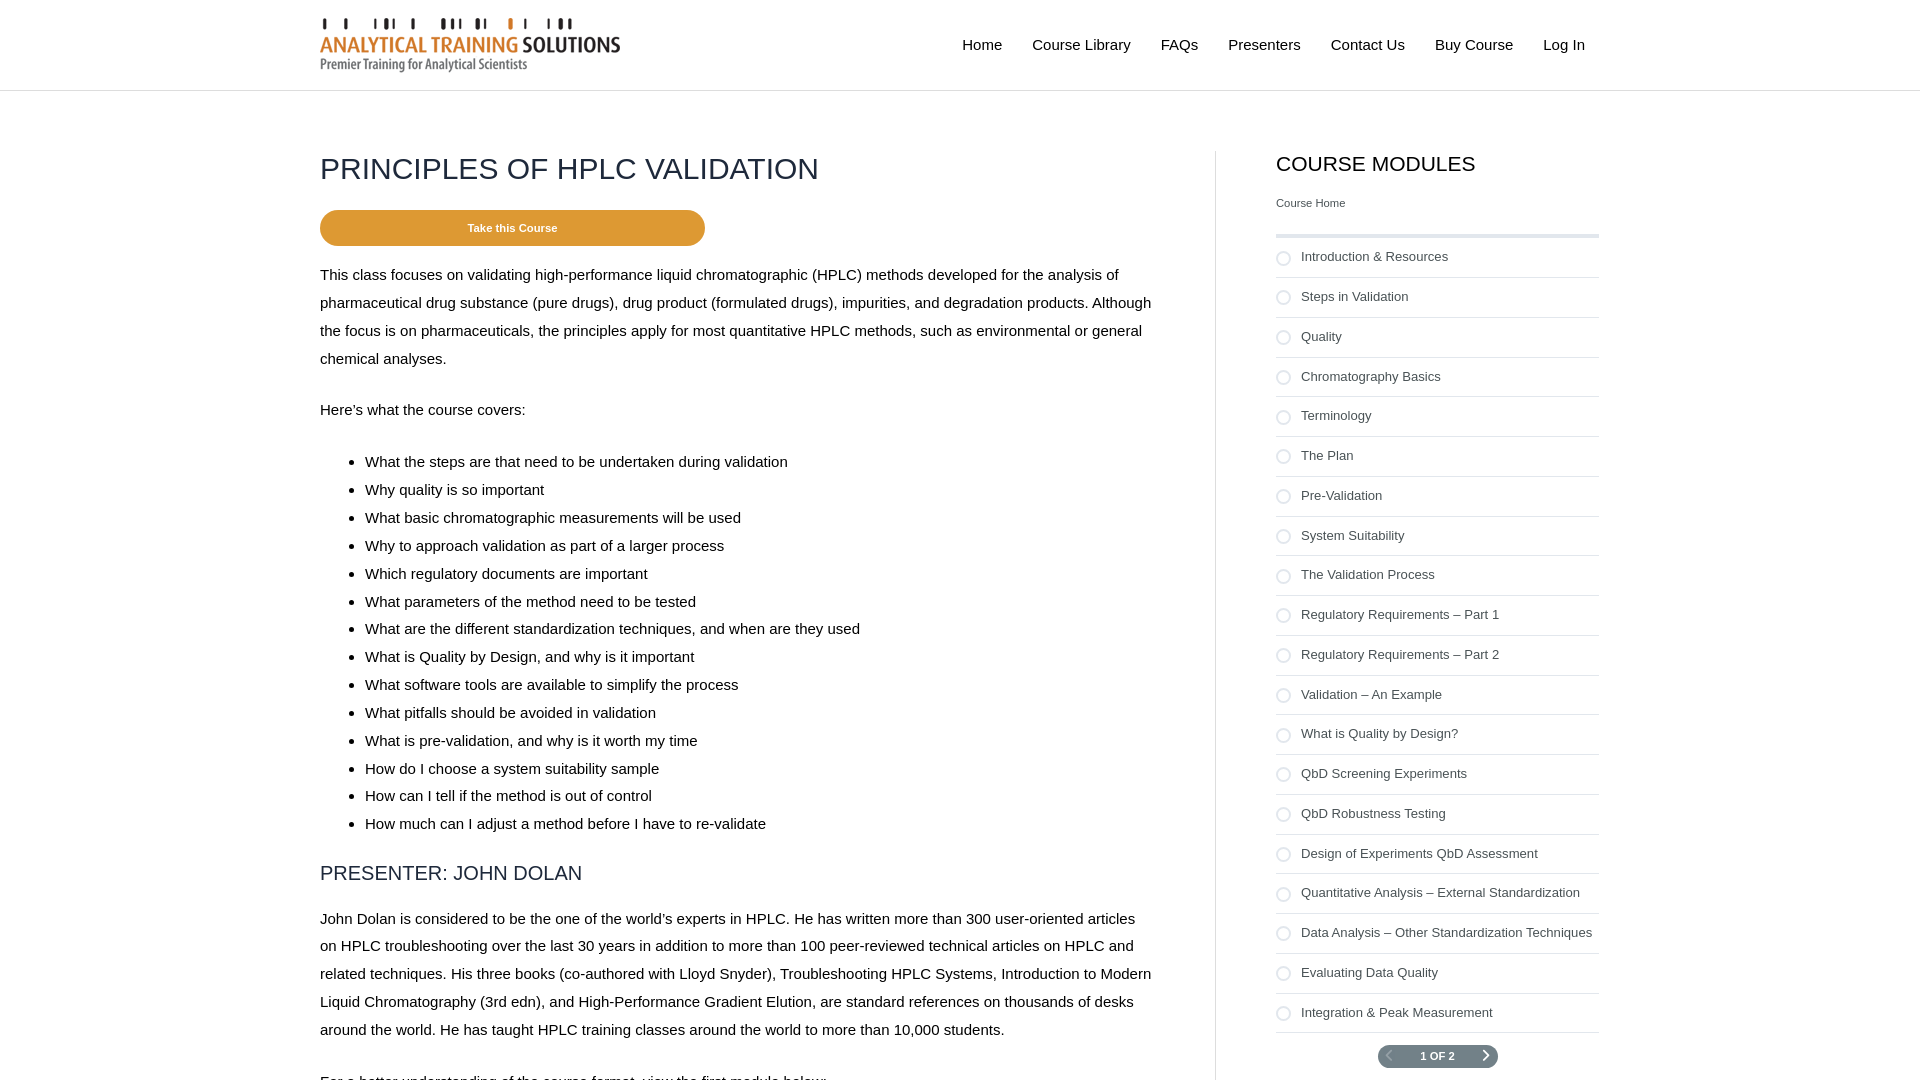 ANALYTICAL TRAINING SOLUTIONS
Premier Training for Analytical Scientists
Home
Course Library
FAQs
Presenters
Contact Us
Buy Course
Log In
PRINCIPLES OF HPLC VALIDATION
Take this Course
This class focuses on validating high-performance liquid chromatographic (HPLC) methods developed for the analysis of
pharmaceutical drug substance (pure drugs), drug product (formulated drugs), impurities, and degradation products. Although
the focus is on pharmaceuticals, the principles apply for most quantitative HPLC methods, such as environmental or general
chemical analyses.
Here’s what the course covers:
What the steps are that need to be undertaken during validation
Why quality is so important
What basic chromatographic measurements will be used
Why to approach validation as part of a larger process
Which regulatory documents are important
What parameters of the method need to be tested
What are the different standardization techniques, and when are they used
What is Quality by Design, and why is it important
What software tools are available to simplify the process
What pitfalls should be avoided in validation
What is pre-validation, and why is it worth my time
How do I choose a system suitability sample
How can I tell if the method is out of control
How much can I adjust a method before I have to re-validate
PRESENTER: JOHN DOLAN
John Dolan is considered to be the one of the world’s experts in HPLC. He has written more than 300 user-oriented articles
on HPLC troubleshooting over the last 30 years in addition to more than 100 peer-reviewed technical articles on HPLC and
related techniques. His three books (co-authored with Lloyd Snyder), Troubleshooting HPLC Systems, Introduction to Modern
Liquid Chromatography (3rd edn), and High-Performance Gradient Elution, are standard references on thousands of desks
around the world. He has taught HPLC training classes around the world to more than 10,000 students.
For a better understanding of the course format, view the first module below:
COURSE MODULES
Course Home
Introduction & Resources
Steps in Validation
Quality
Chromatography Basics
Terminology
The Plan
Pre-Validation
System Suitability
The Validation Process
Regulatory Requirements – Part 1
Regulatory Requirements – Part 2
Validation – An Example
What is Quality by Design?
QbD Screening Experiments
QbD Robustness Testing
Design of Experiments QbD Assessment
Quantitative Analysis – External Standardization
Data Analysis – Other Standardization Techniques
Evaluating Data Quality
Integration & Peak Measurement
1 OF 2